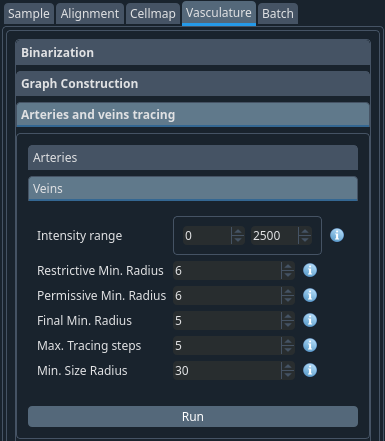 Sample Alignment Cellmap Vasculature Batch
Binarization
Graph Construction
Arteries and veins tracing
Arteries
Veins
Intensity range 0 2500
Restrictive Min. Radius 6
Permissive Min. Radius 6
Final Min. Radius 5
Max. Tracing steps 5
Min. Size Radius 30
Run